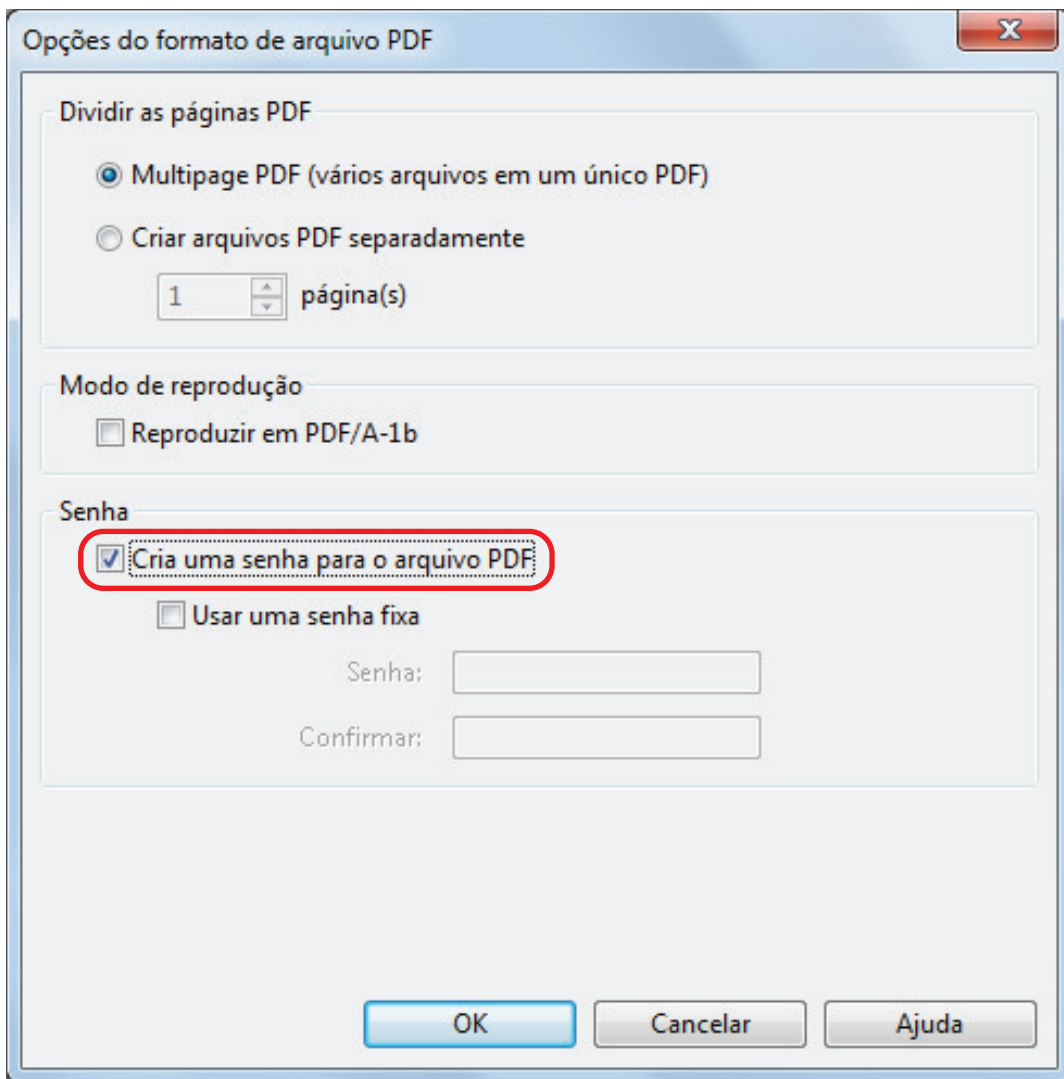 Opções do formato de arquivo PDF
Dividir as páginas PDF
Multipage PDF (vários arquivos em um único PDF)
Criar arquivos PDF separadamente
1 página(s)
Modo de reprodução
Reproduzir em PDF/A-1b
Senha
Cria uma senha para o arquivo PDF
Usar uma senha fixa
Senha:
Confirmar:
OK Cancelar Ajuda